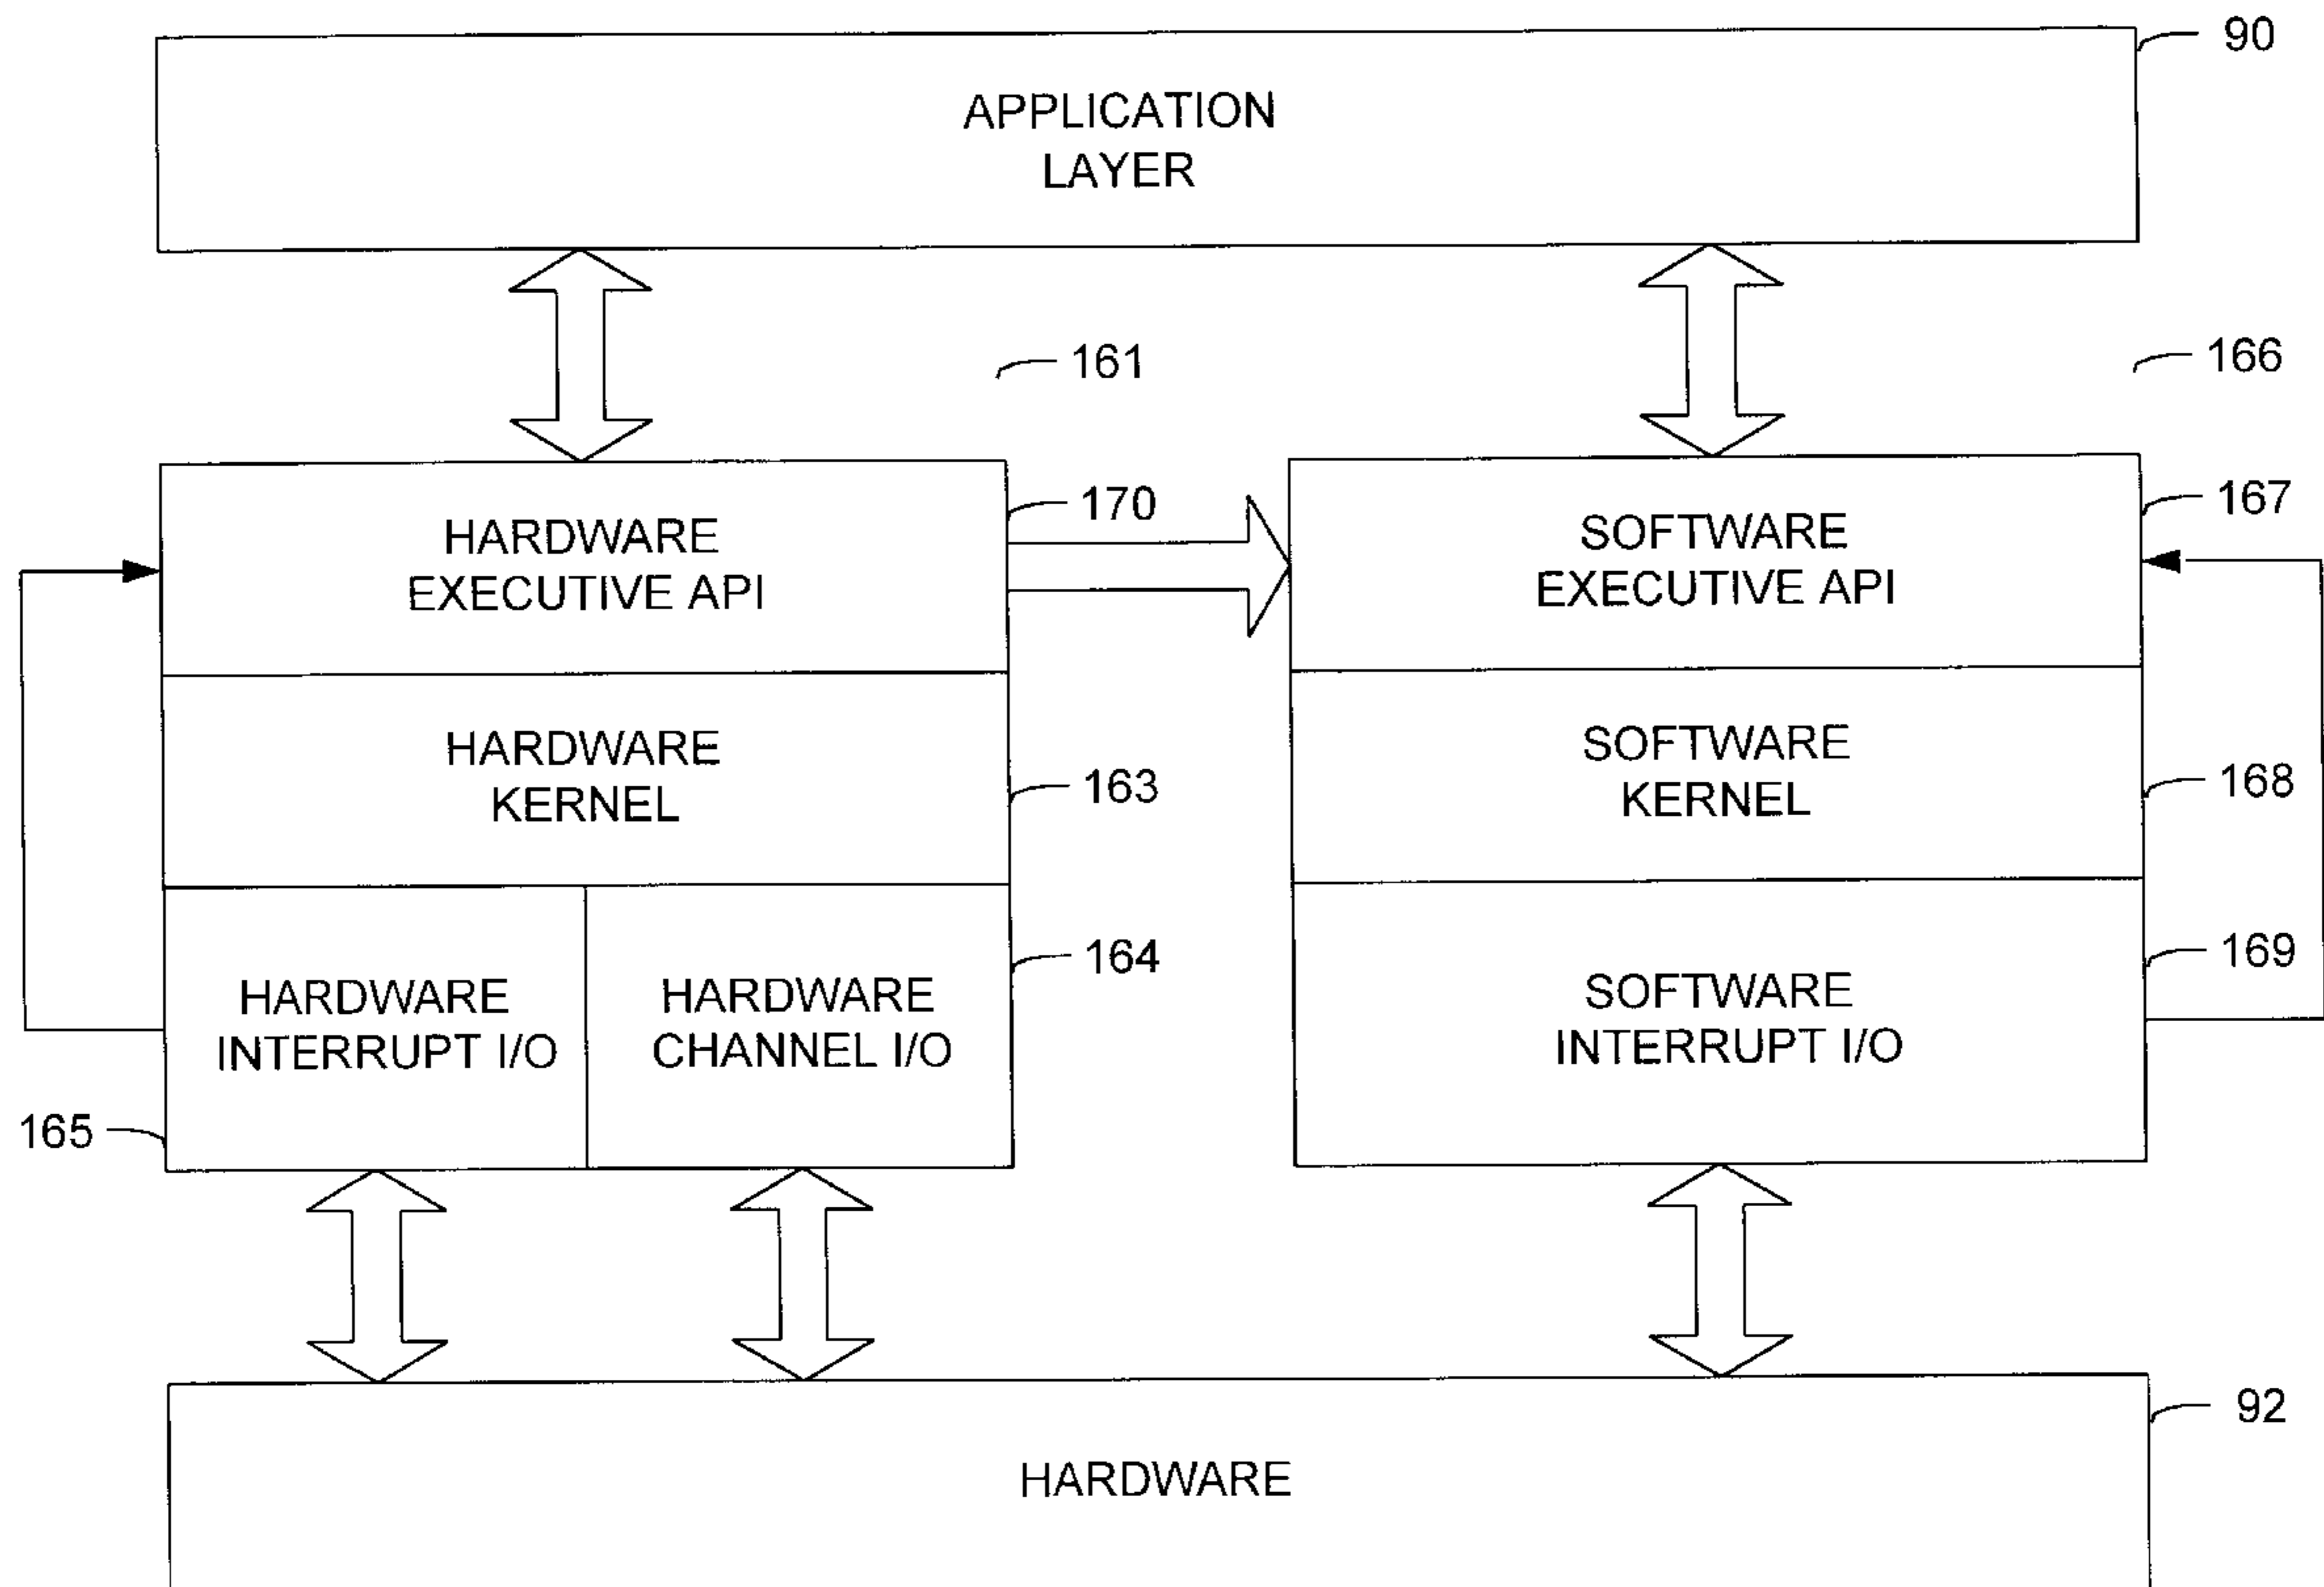 90
APPLICATION
LAYER
161
166
170
167
HARDWARE
EXECUTIVE API
SOFTWARE
EXECUTIVE API
HARDWARE
KERNEL
163
SOFTWARE
KERNEL
168
164
169
HARDWARE
INTERRUPT I/O
HARDWARE
CHANNEL I/O
SOFTWARE
INTERRUPT I/O
165
92
HARDWARE